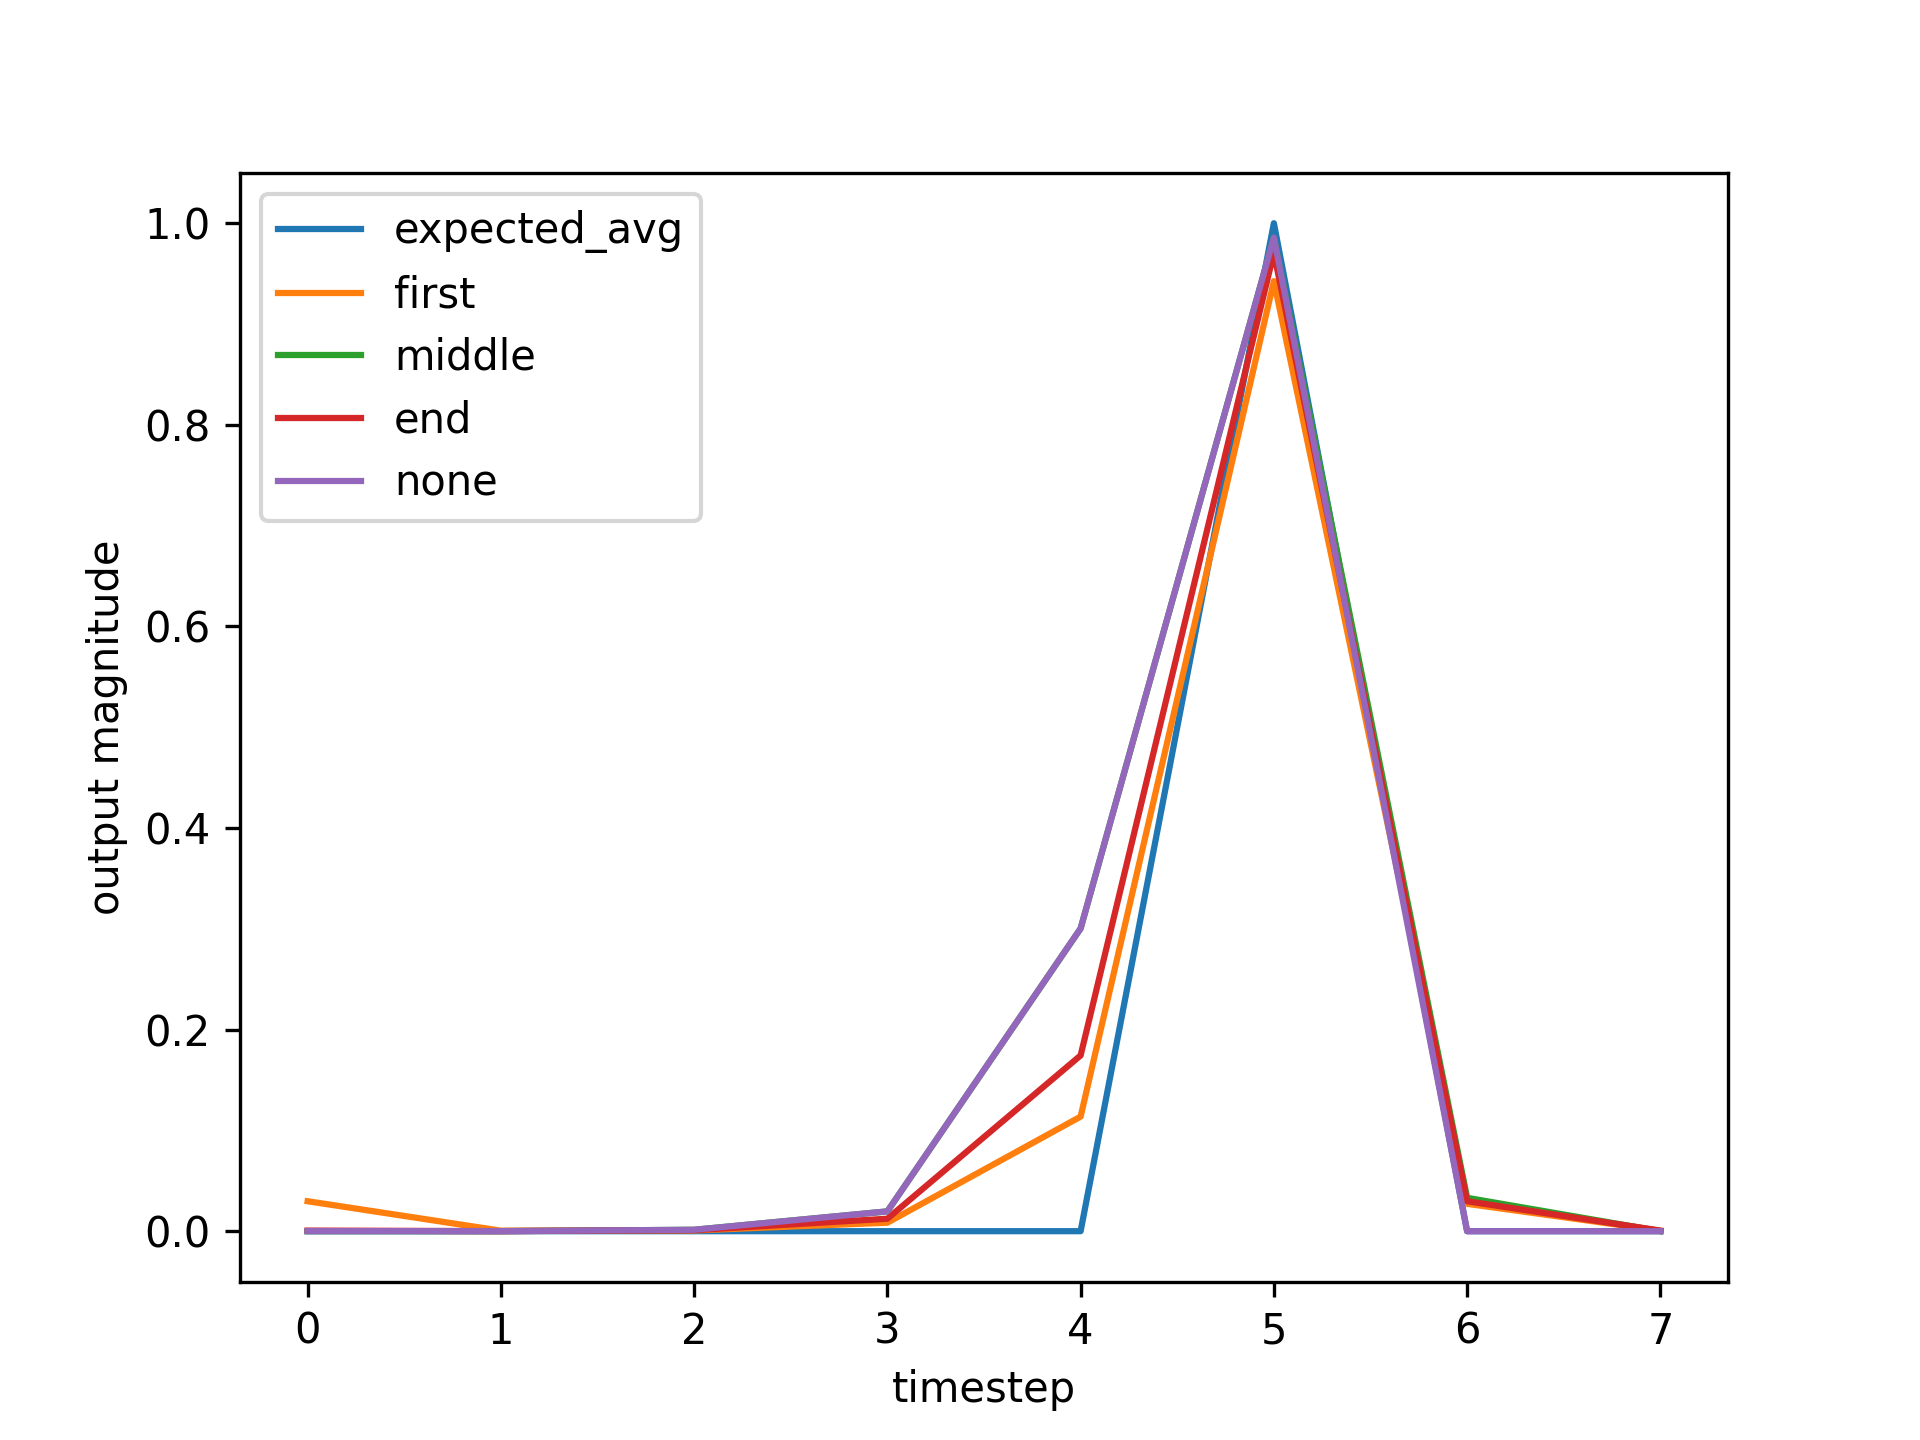 expected_avg
first
middle
end
none
output magnitude
1.0
0.8
0.6
0.4
0.2
0.0
0 1 2 3 4 5 6 7
timestep